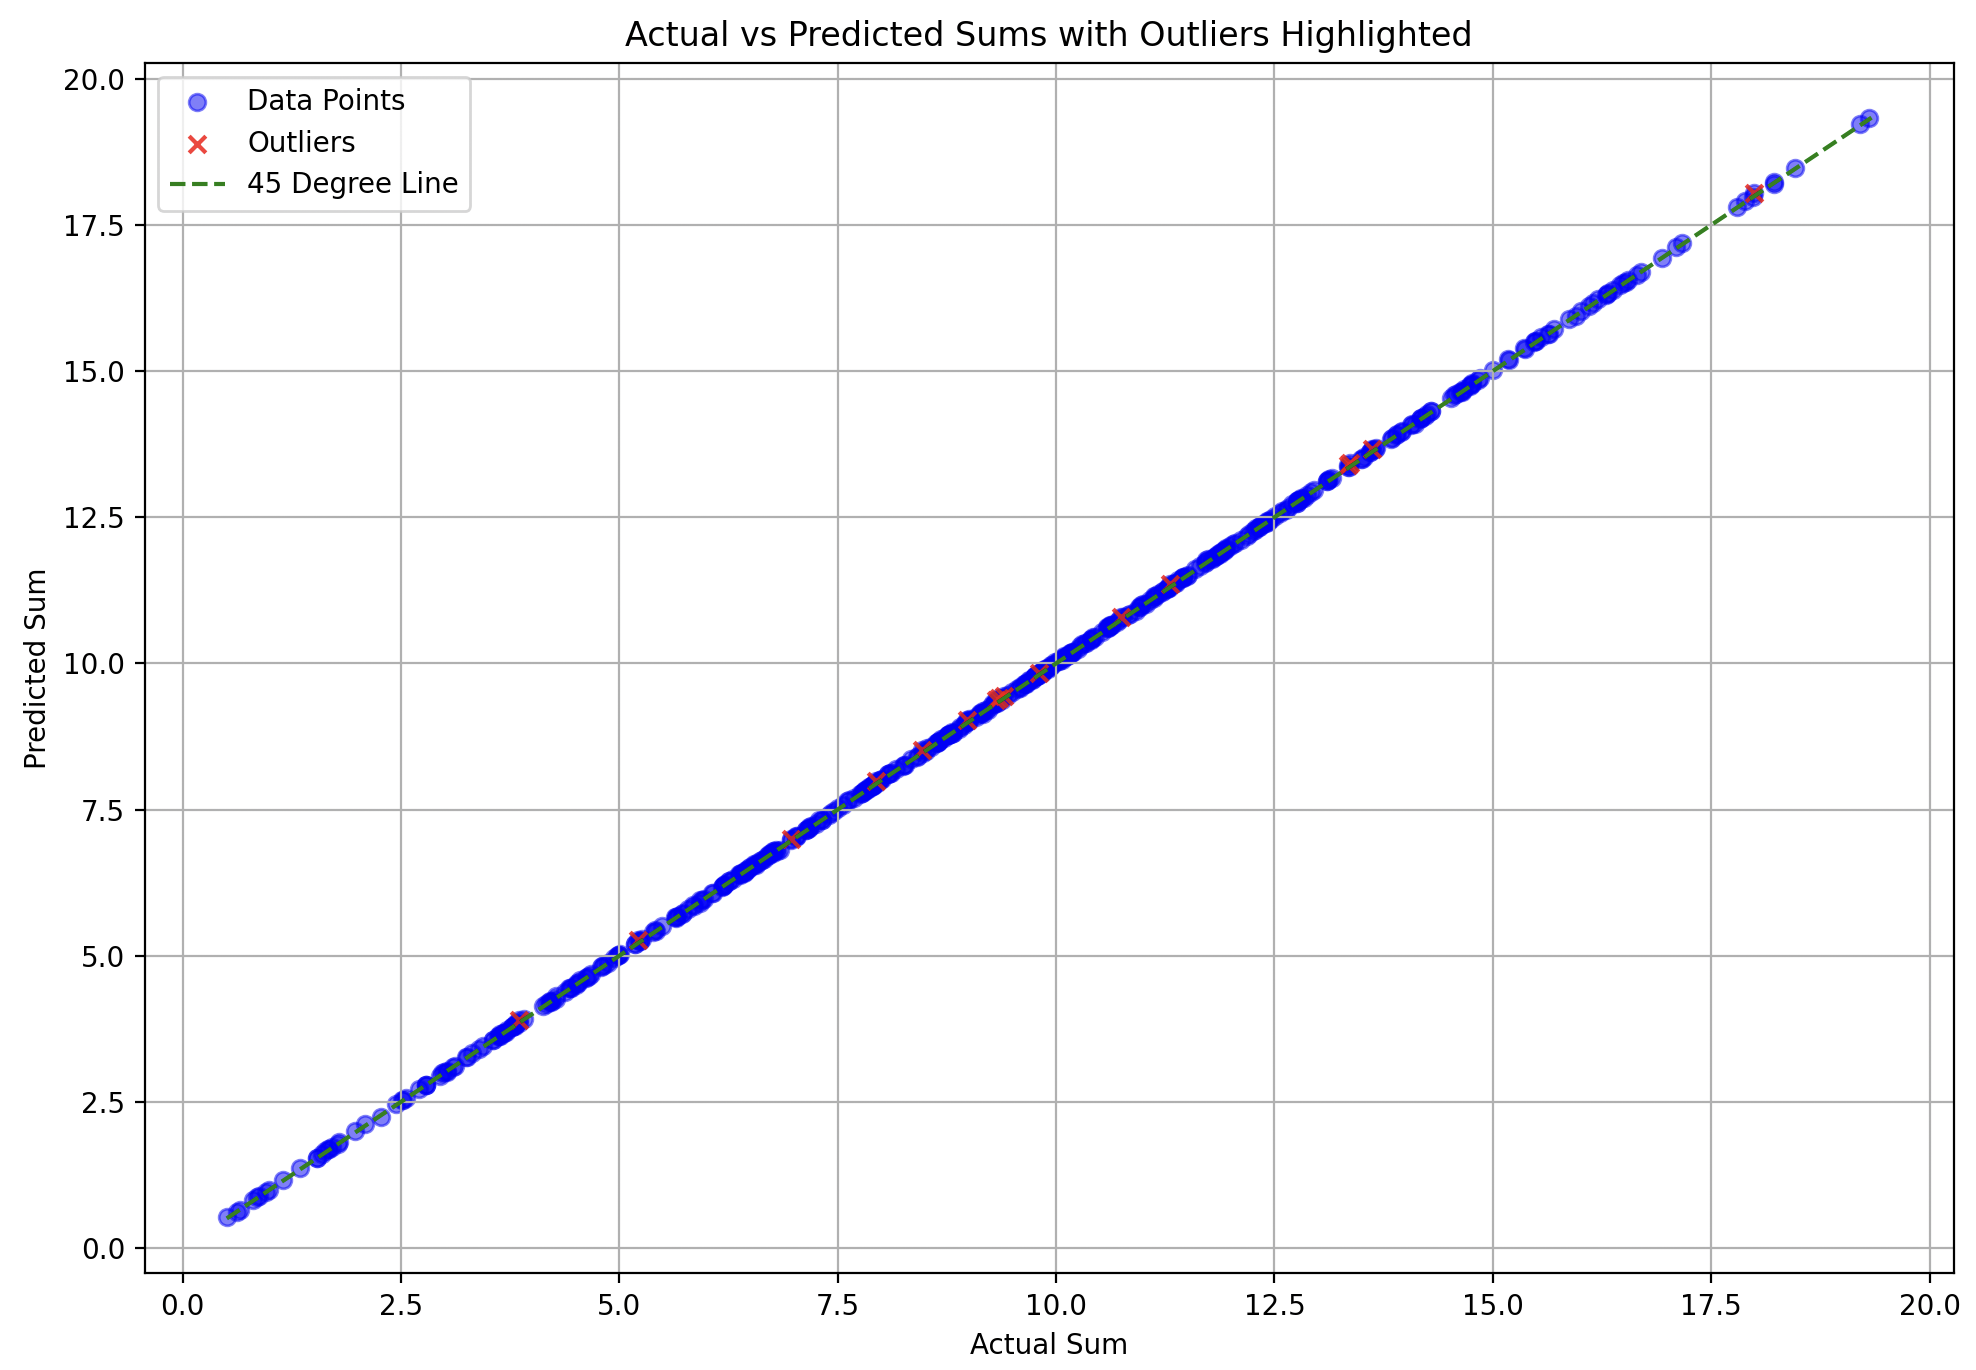 Actual vs Predicted Sums with Outliers Highlighted
Data Points
Outliers
45 Degree Line
Predicted Sum
20.0
17.5
15.0
12.5
10.0
7.5
5.0
2.5
0.0
0.0 2.5 5.0 7.5 10.0 12.5 15.0 17.5 20.0
Actual Sum